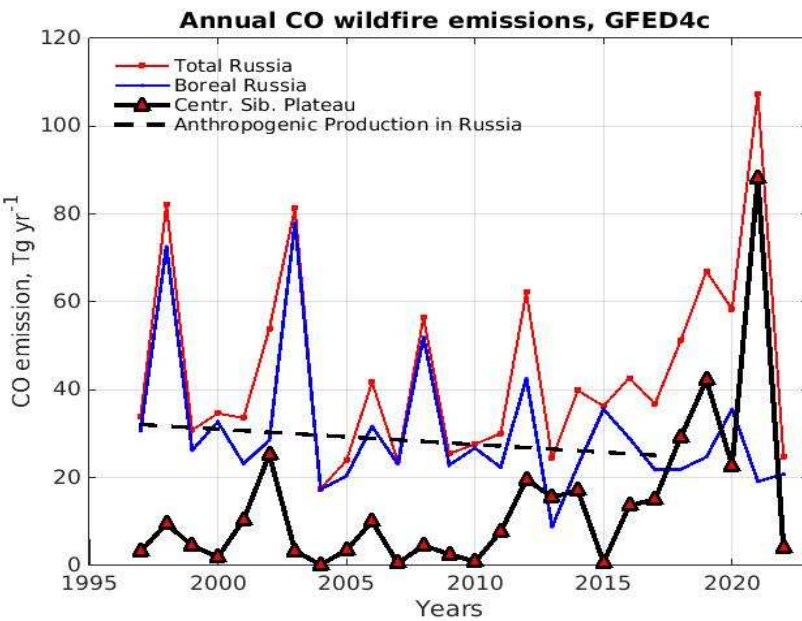 Annual CO wildfire emissions, GFED4c
120
100
80
60
40
20
0
CO emission, Tg yr-1
Total Russia
Boreal Russia
Centr. Sib. Plateau
Anthropogenic Production in Russia
1995 2000 2005 2010 2015 2020
Years